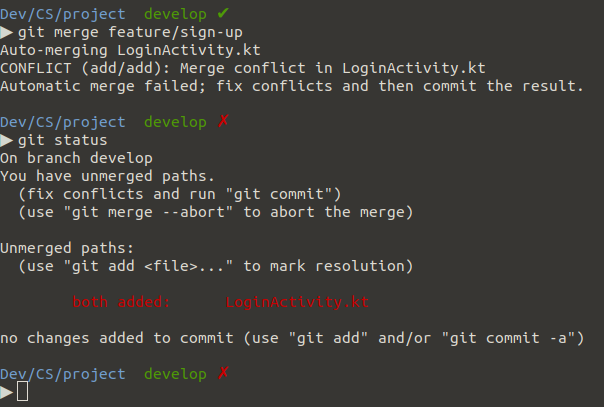 Dev/CS/project develop ✔
▶ git merge feature/sign-up
Auto-merging LoginActivity.kt
CONFLICT (add/add): Merge conflict in LoginActivity.kt
Automatic merge failed; fix conflicts and then commit the result.
Dev/CS/project develop ✗
▶ git status
On branch develop
You have unmerged paths.
(fix conflicts and run "git commit")
(use "git merge --abort" to abort the merge)
Unmerged paths:
(use "git add <file>..." to mark resolution)
both added: LoginActivity.kt
no changes added to commit (use "git add" and/or "git commit -a")
Dev/CS/project develop ✗
▶